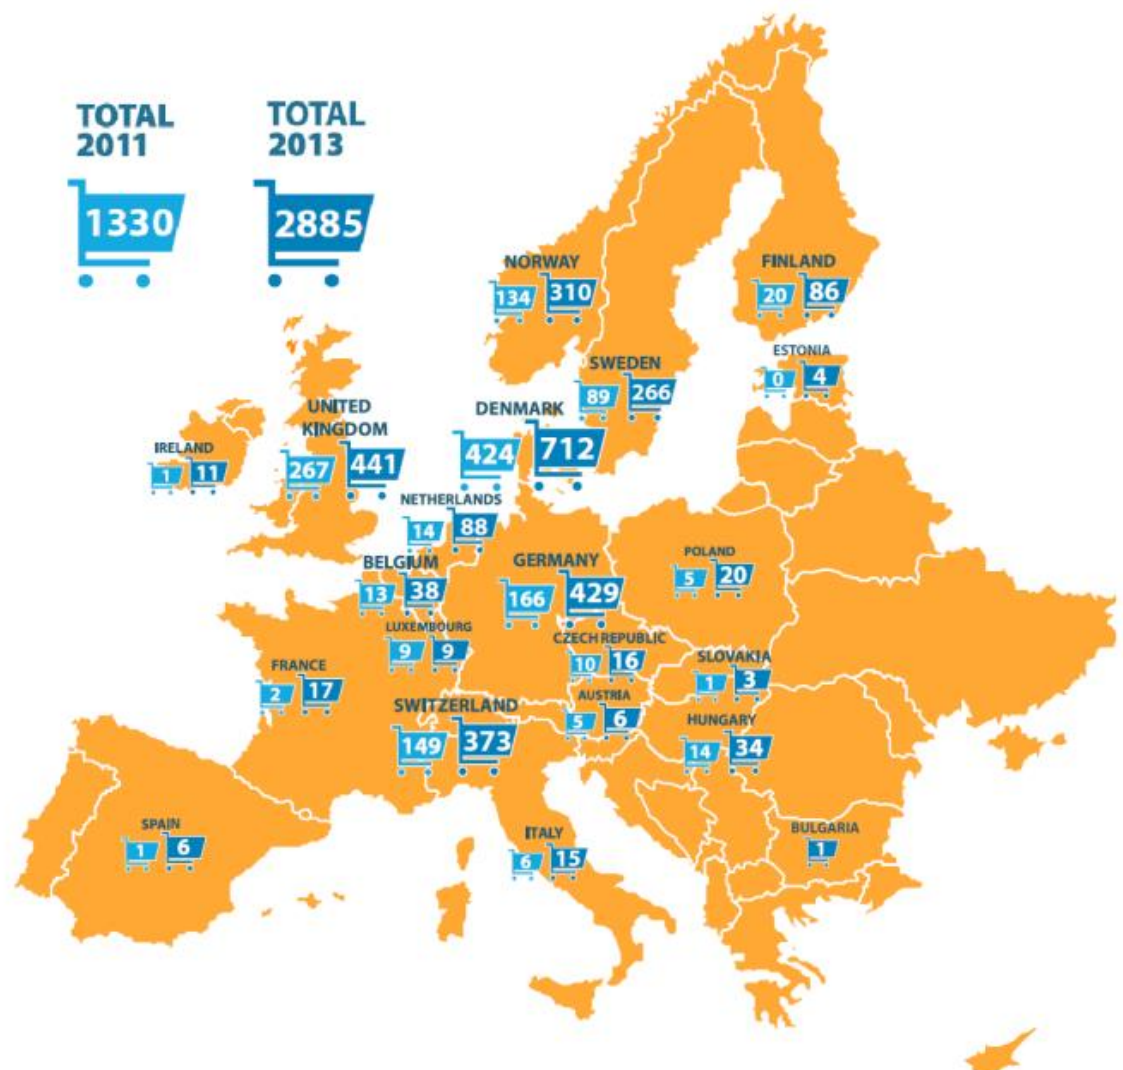 TOTAL
2011
1330
TOTAL
2013
2885
NORWAY
134 310
FINLAND
20 86
ESTONIA
0 4
SWEDEN
89 266
DENMARK
424 712
UNITED
KINGDOM
267 441
IRELAND
1 11
NETHERLANDS
14 88
BELGIUM
13 38
GERMANY
166 429
POLAND
5 20
LUXEMBOURG
9 9
CZECH REPUBLIC
10 16
SLOVAKIA
1 3
FRANCE
2 17
AUSTRIA
5 6
SWITZERLAND
149 373
HUNGARY
14 34
SPAIN
1 6
ITALY
6 15
BULGARIA
1